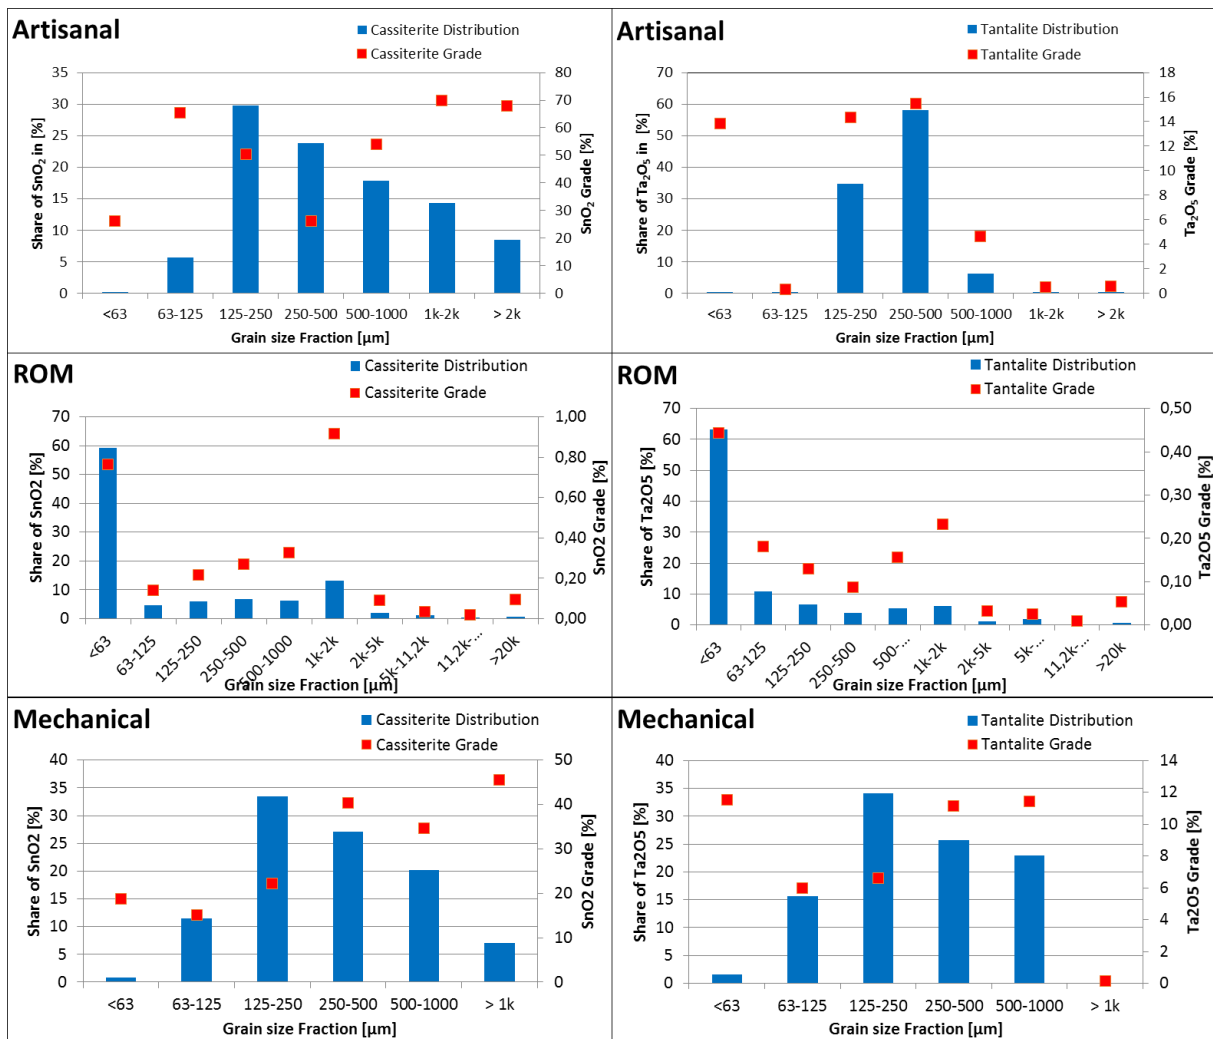 Artisanal
Cassiterite Distribution
Cassiterite Grade
Share of SnO₂ in [%]
35
30
25
20
15
10
5
0
80
70
60
50
40
30
20
10
0
SnO₂ Grade [%]
<63 63-125 125-250 250-500 500-1000 1k-2k > 2k
Grain size Fraction [µm]
Artisanal
Tantalite Distribution
Tantalite Grade
Share of Ta₂O₅ in [%]
70
60
50
40
30
20
10
0
18
16
14
12
10
8
6
4
2
0
Ta₂O₅ Grade [%]
<63 63-125 125-250 250-500 500-1000 1k-2k > 2k
Grain size Fraction [µm]
ROM
Cassiterite Distribution
Cassiterite Grade
Share of SnO2 [%]
70
60
50
40
30
20
10
0
1,00
0,80
0,60
0,40
0,20
0,00
SnO2 Grade [%]
<63 63-125 125-250 250-500 500-1000 1k-2k 2k-5k 5k-11,2k 11,2k-... >20k
Grain size Fraction [µm]
ROM
Tantalite Distribution
Tantalite Grade
Share of Ta2O5 [%]
70
60
50
40
30
20
10
0
0,50
0,40
0,30
0,20
0,10
0,00
Ta2O5 Grade [%]
<63 63-125 125-250 250-500 500-... 1k-2k 2k-5k 5k-... 11,2k-... >20k
Grain size Fraction [µm]
Mechanical
Cassiterite Distribution
Cassiterite Grade
Share of SnO2 [%]
40
35
30
25
20
15
10
5
0
50
40
30
20
10
0
SnO2 Grade [%]
<63 63-125 125-250 250-500 500-1000 > 1k
Grain size Fraction [µm]
Mechanical
Tantalite Distribution
Tantalite Grade
Share of Ta2O5 [%]
40
35
30
25
20
15
10
5
0
14
12
10
8
6
4
2
0
Ta2O5 Grade [%]
<63 63-125 125-250 250-500 500-1000 > 1k
Grain size Fraction [µm]